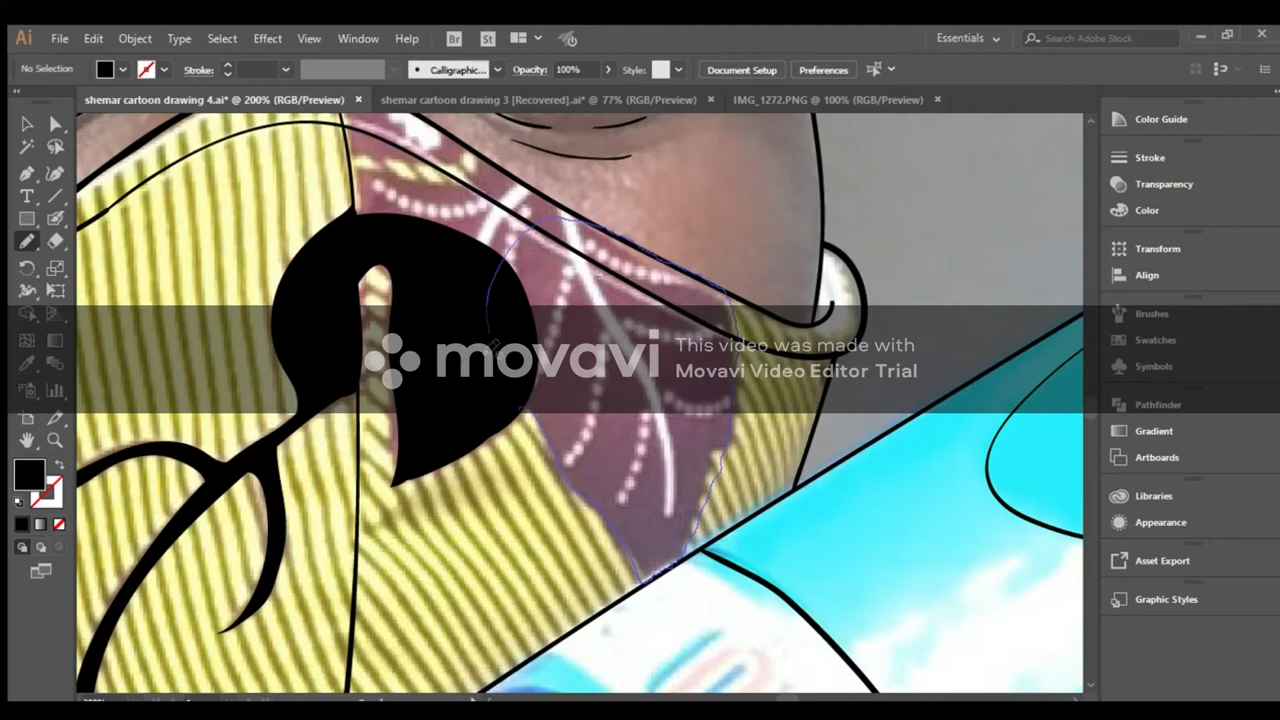 Ai File Edit Object Type Select Effect View Window Help Br St Essentials Search Adobe Stock
No Selection Stroke: Calligraphic... Opacity: 100% Style: Document Setup Preferences
shemar cartoon drawing 4.ai* @ 200% (RGB/Preview) × shemar cartoon drawing 3 [Recovered].ai* @ 77% (RGB/Preview) × IMG_1272.PNG @ 100% (RGB/Preview) ×
Color Guide
Stroke
Transparency
Color
Transform
Align
Brushes
Swatches
Symbols
Pathfinder
Gradient
Artboards
Libraries
Appearance
Asset Export
Graphic Styles
movavi
This video was made with
Movavi Video Editor Trial